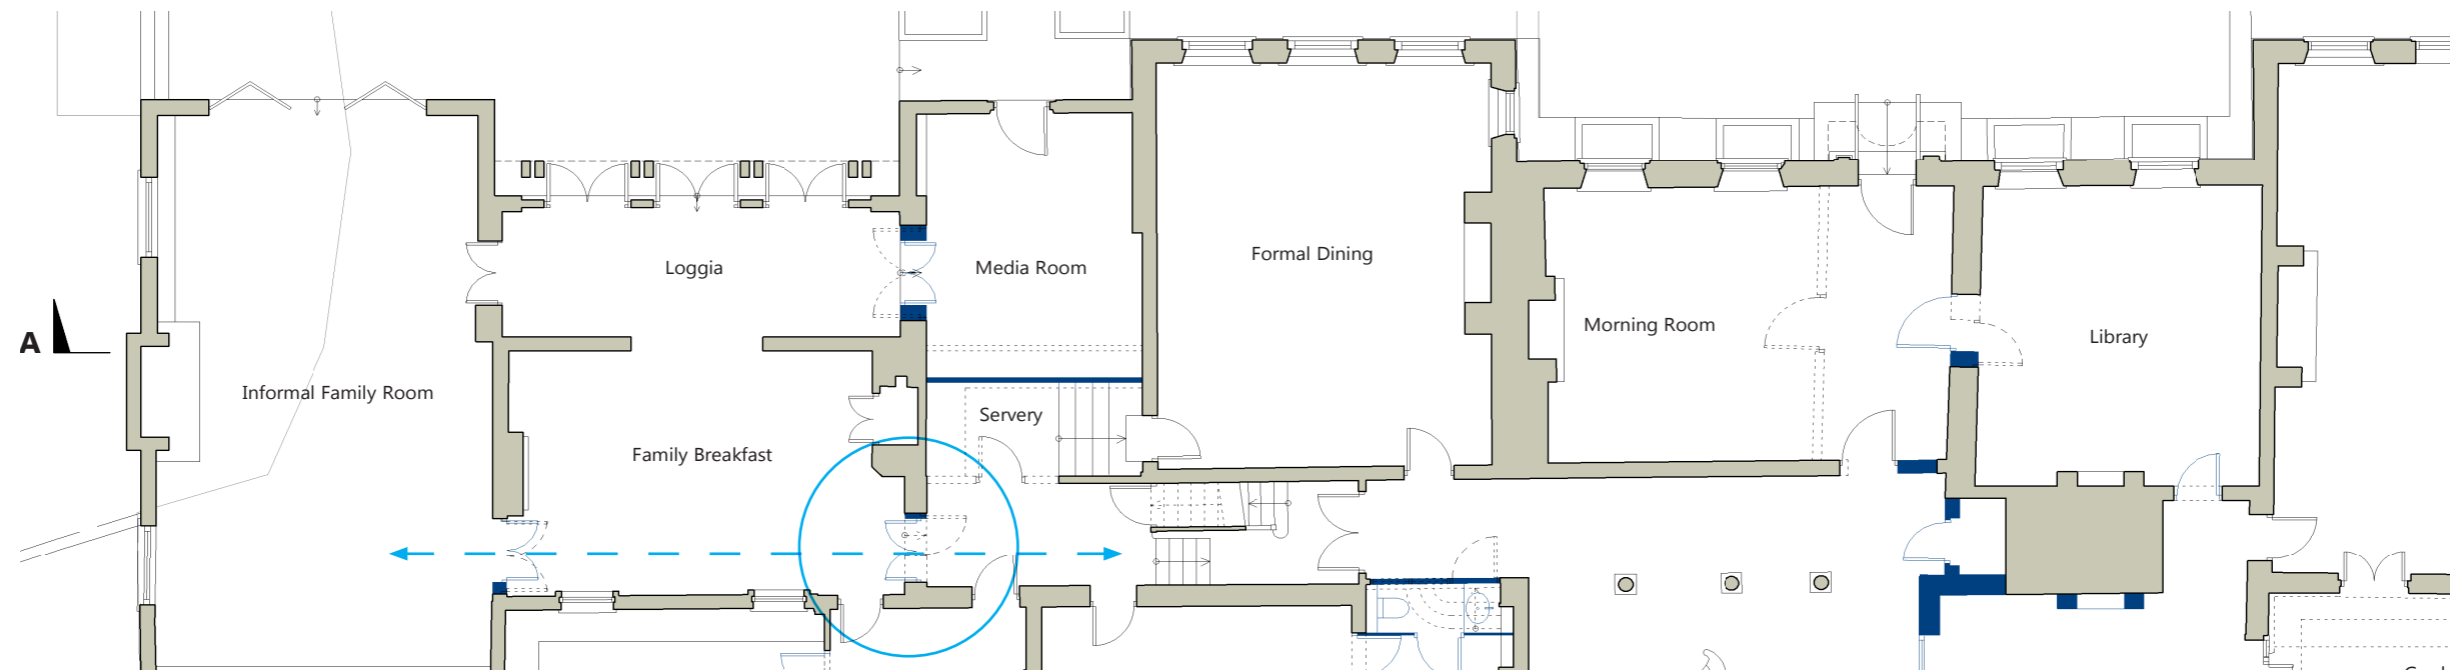 Formal Dining
Loggia
Media Room
Morning Room
Library
A
Informal Family Room
Servery
Family Breakfast